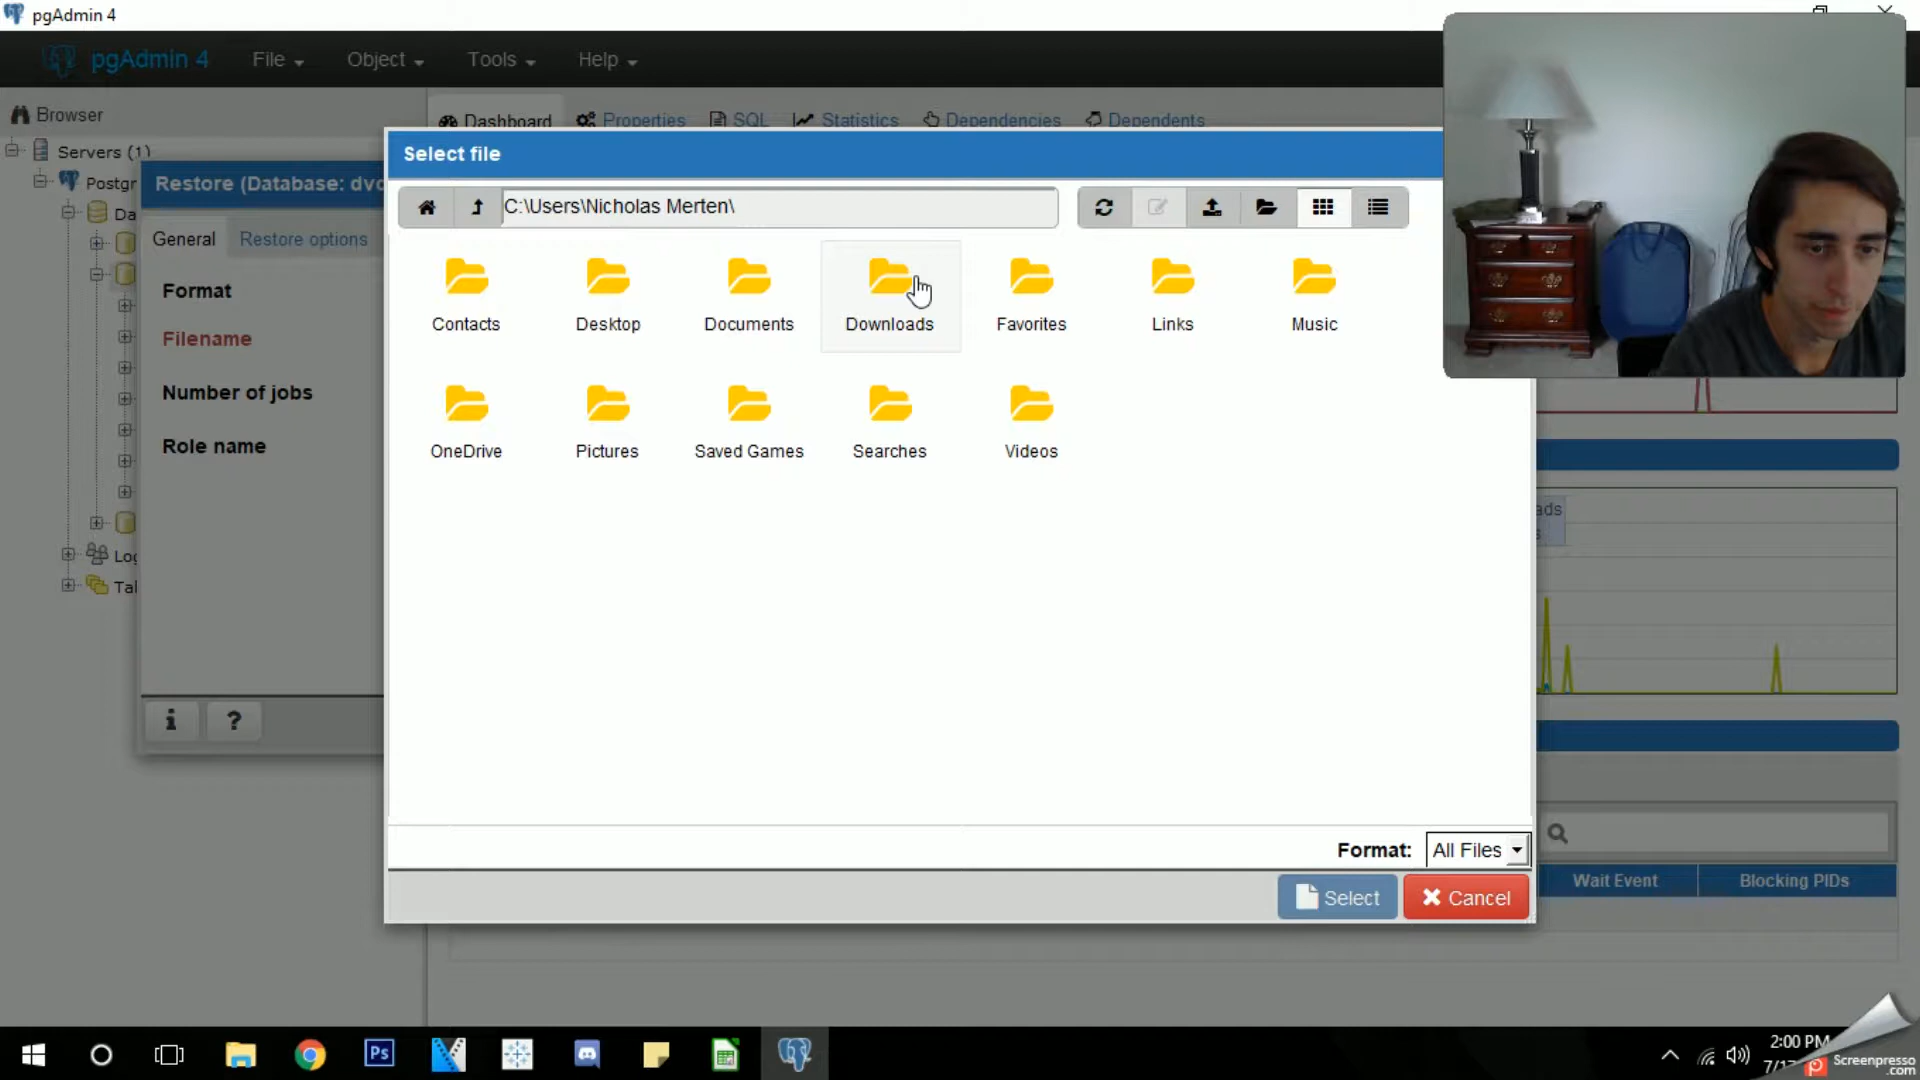 pgAdmin 4
pgAdmin 4 File Object Tools Help
Browser
Dashboard Properties SQL Statistics Dependencies Dependents
Servers (1)
Select file
Restore (Database: dvd
C:\Users\Nicholas Merten\
General Restore options
Format
Filename
Number of jobs
Role name
Contacts Desktop Documents Downloads Favorites Links Music
OneDrive Pictures Saved Games Searches Videos
Format: All Files
Select Cancel
Wait Event Blocking PIDs
Ps
2:00 PM
Screenpresso
.com